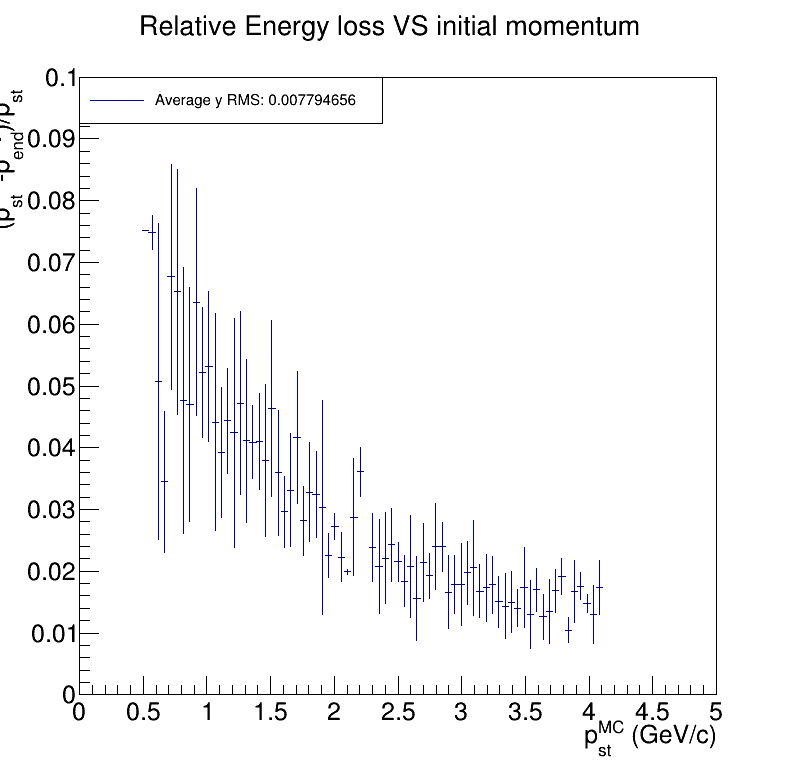 Relative Energy loss VS initial momentum
(p_st -p_end)/p_st
Average y RMS: 0.007794656
0.1
0.09
0.08
0.07
0.06
0.05
0.04
0.03
0.02
0.01
0
0 0.5 1 1.5 2 2.5 3 3.5 4 4.5 5
p_st^MC (GeV/c)